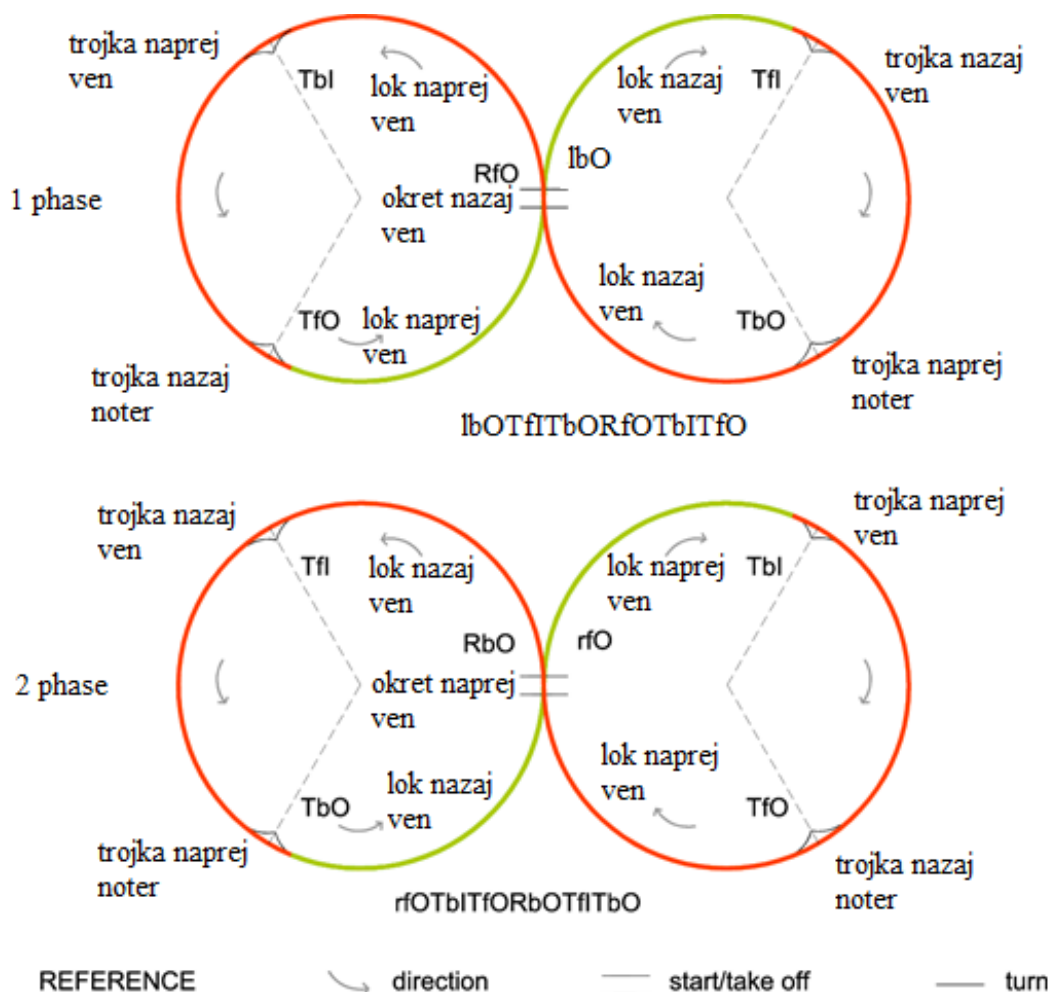 trojka naprej
ven
TbI
lok naprej
ven
lok nazaj
ven
TfI
trojka nazaj
ven
1 phase
RfO
lbO
okret nazaj
ven
TfO
lok naprej
ven
lok nazaj
ven
TbO
trojka nazaj
noter
trojka naprej
noter
lbOTfITbORfOTbITfO
trojka nazaj
ven
TfI
lok nazaj
ven
lok naprej
ven
TbI
trojka naprej
ven
2 phase
RbO
rfO
okret naprej
ven
TbO
lok nazaj
ven
lok naprej
ven
TfO
trojka naprej
noter
trojka nazaj
noter
rfOTbITfORbOTfITbO
REFERENCE direction start/take off turn